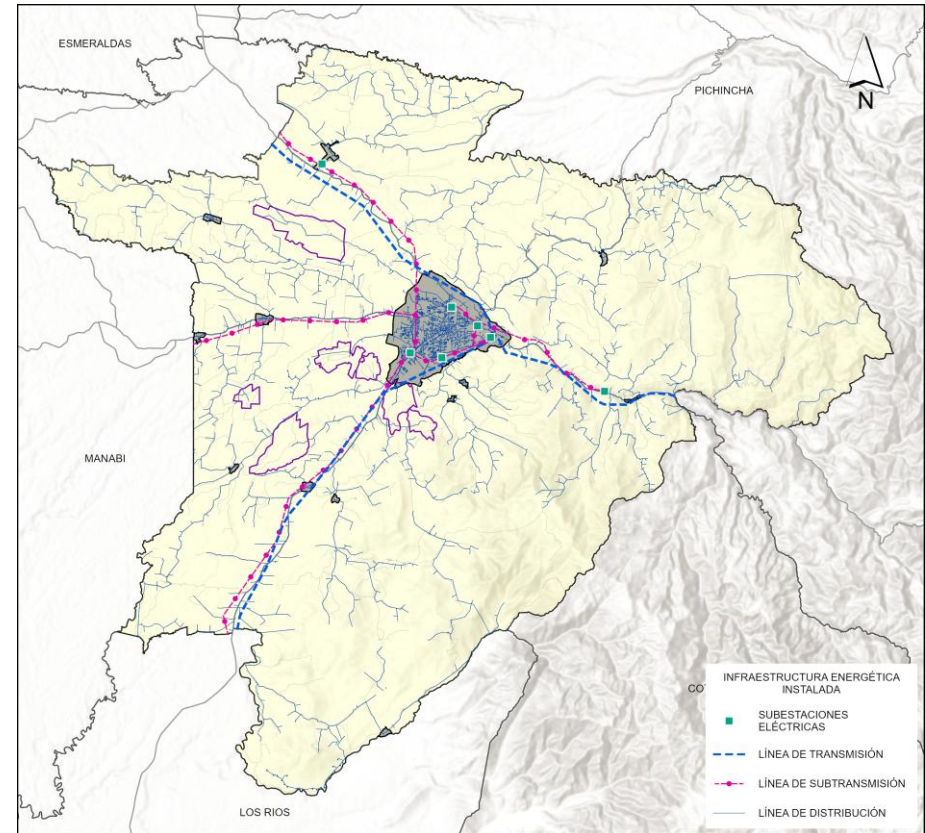 ESMERALDAS
PICHINCHA
N
MANABI
LOS RIOS
CO
INFRAESTRUCTURA ENERGÉTICA
INSTALADA
SUBESTACIONES
ELÉCTRICAS
LÍNEA DE TRANSMISIÓN
LÍNEA DE SUBTRANSMISIÓN
LÍNEA DE DISTRIBUCIÓN